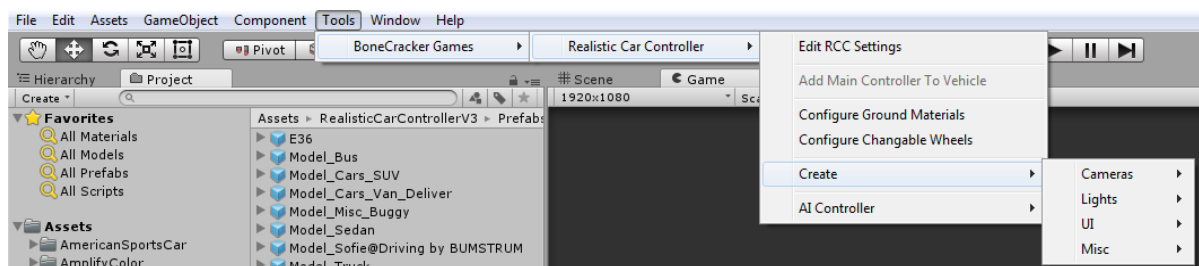 File Edit Assets GameObject Component Tools Window Help
Pivot
BoneCracker Games
Realistic Car Controller
Edit RCC Settings
Add Main Controller To Vehicle
Configure Ground Materials
Configure Changable Wheels
Create
AI Controller
Cameras
Lights
UI
Misc
Hierarchy Project
Create
Favorites
All Materials
All Models
All Prefabs
All Scripts
Assets
AmericanSportsCar
AmplifyColor
Assets RealisticCarControllerV3 Prefabs
E36
Model_Bus
Model_Cars_SUV
Model_Cars_Van_Deliver
Model_Misc_Buggy
Model_Sedan
Model_Sofie@Driving by BUMSTRUM
Model_Truck
Scene Game
1920x1080